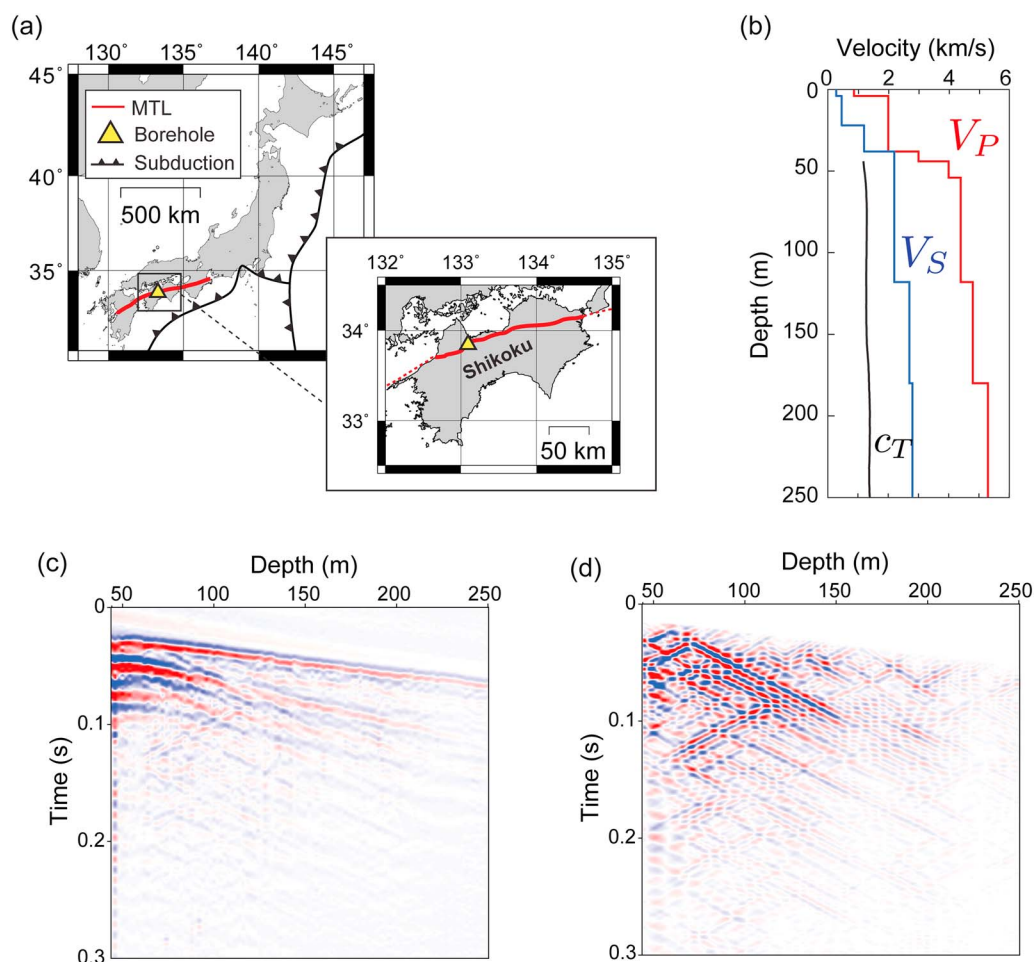 (a)
130° 135° 140° 145°
45°
40°
35°
MTL
Borehole
Subduction
500 km
132° 133° 134° 135°
34°
33°
Shikoku
50 km
(b)
Velocity (km/s)
0 2 4 6
0
50
100
150
200
250
Depth (m)
V_P
V_S
c_T
(c)
Depth (m)
50 100 150 200 250
0
0.1
0.2
0.3
Time (s)
(d)
Depth (m)
50 100 150 200 250
0
0.1
0.2
0.3
Time (s)